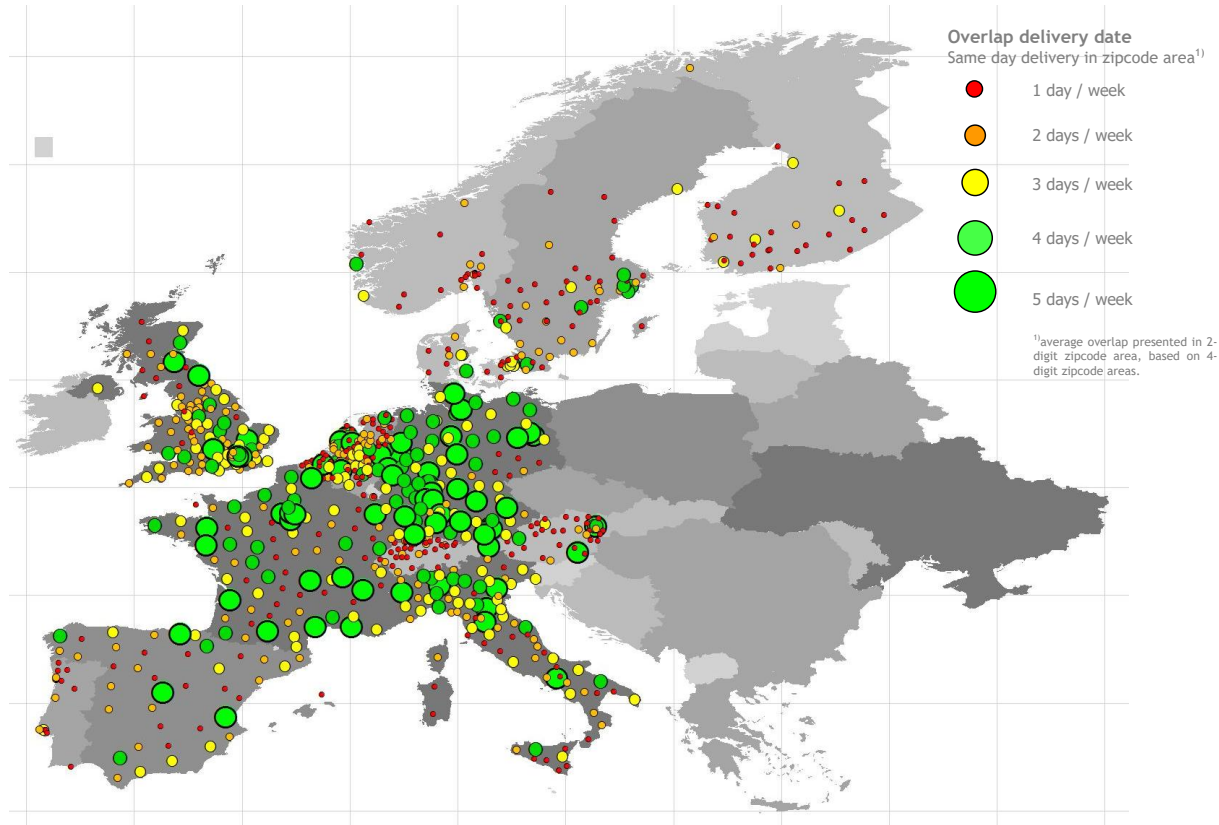 Overlap delivery date
Same day delivery in zipcode area1)
1 day / week
2 days / week
3 days / week
4 days / week
5 days / week
1)average overlap presented in 2-
digit zipcode area, based on 4-
digit zipcode areas.